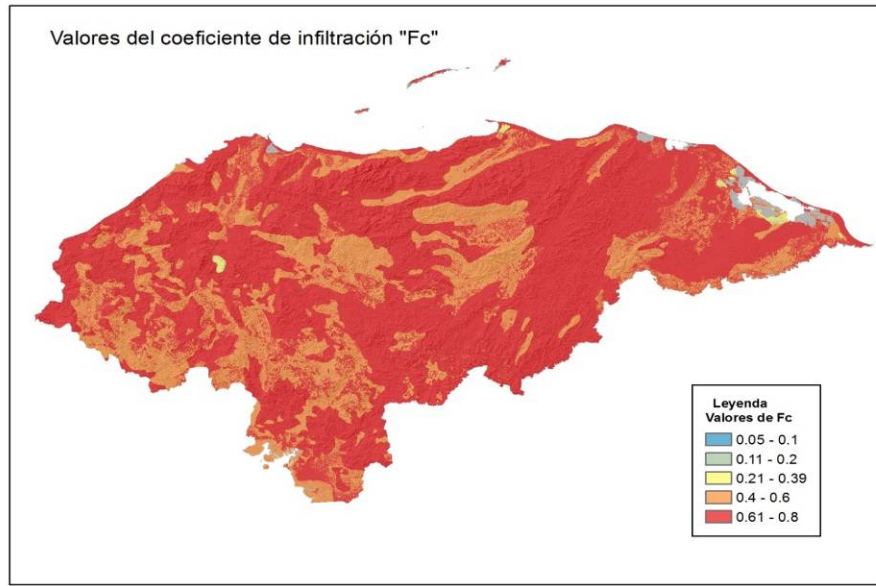 Valores del coeficiente de infiltración "Fc"
Leyenda
Valores de Fc
0.05 - 0.1
0.11 - 0.2
0.21 - 0.39
0.4 - 0.6
0.61 - 0.8